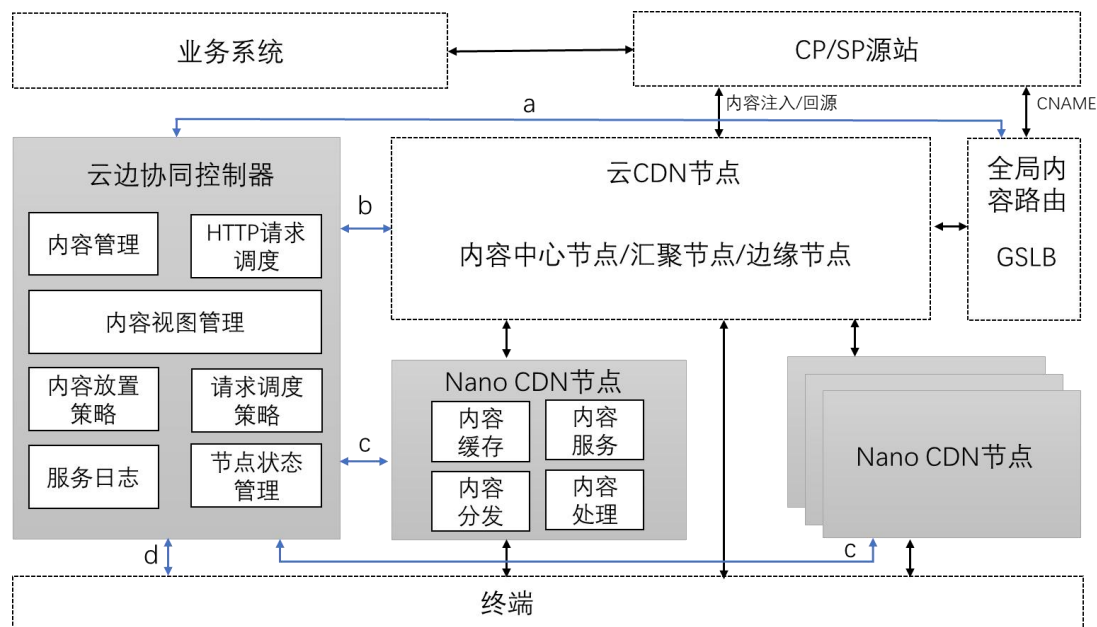 业务系统
CP/SP源站
a
内容注入/回源
CNAME
云边协同控制器
内容管理
HTTP请求
调度
内容视图管理
内容放置
策略
请求调度
策略
服务日志
节点状态
管理
b
云CDN节点
内容中心节点/汇聚节点/边缘节点
全局内
容路由
GSLB
Nano CDN节点
内容
缓存
内容
服务
内容
分发
内容
处理
c
Nano CDN节点
d
c
终端